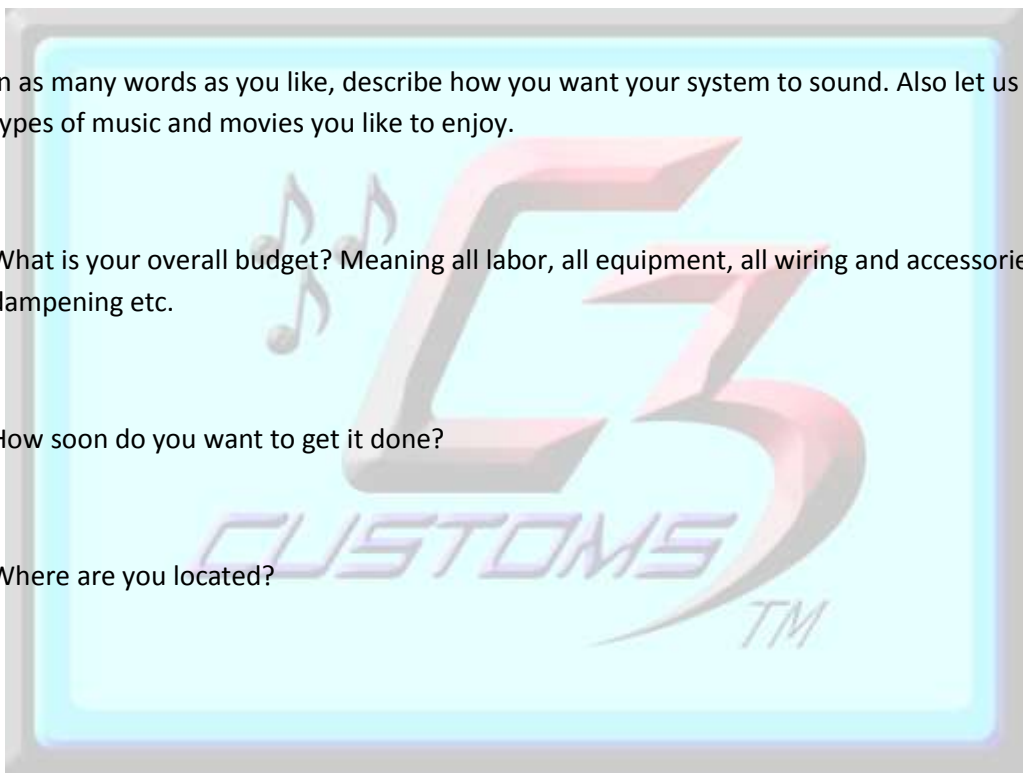 n as many words as you like, describe how you want your system to sound. Also let us
ypes of music and movies you like to enjoy.
What is your overall budget? Meaning all labor, all equipment, all wiring and accessorie
dampening etc.
How soon do you want to get it done?
Where are you located?
C3
CUSTOMS
TM